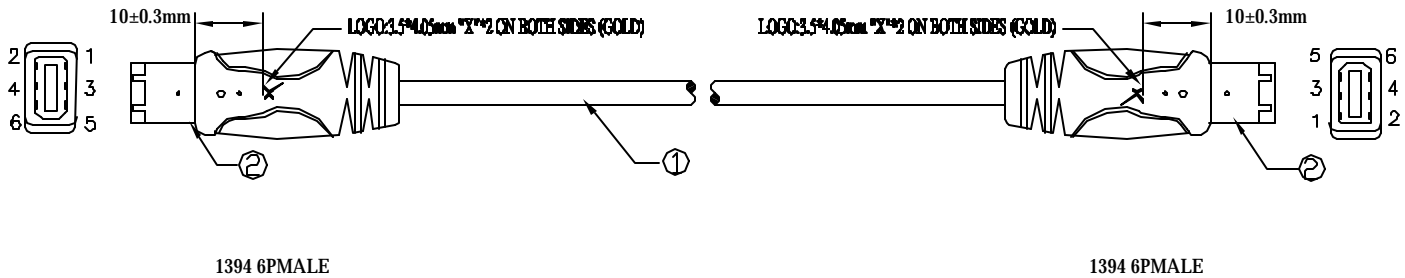 10±0.3mm
LOGO:3.5*4.05mm "X"*2 ON BOTH SIDES (GOLD)
LOGO:3.5*4.05mm "X"*2 ON BOTH SIDES (GOLD)
10±0.3mm
2 1
4 3
6 5
5 6
3 4
1 2
X
X
2
1
2
1394 6PMALE
1394 6PMALE